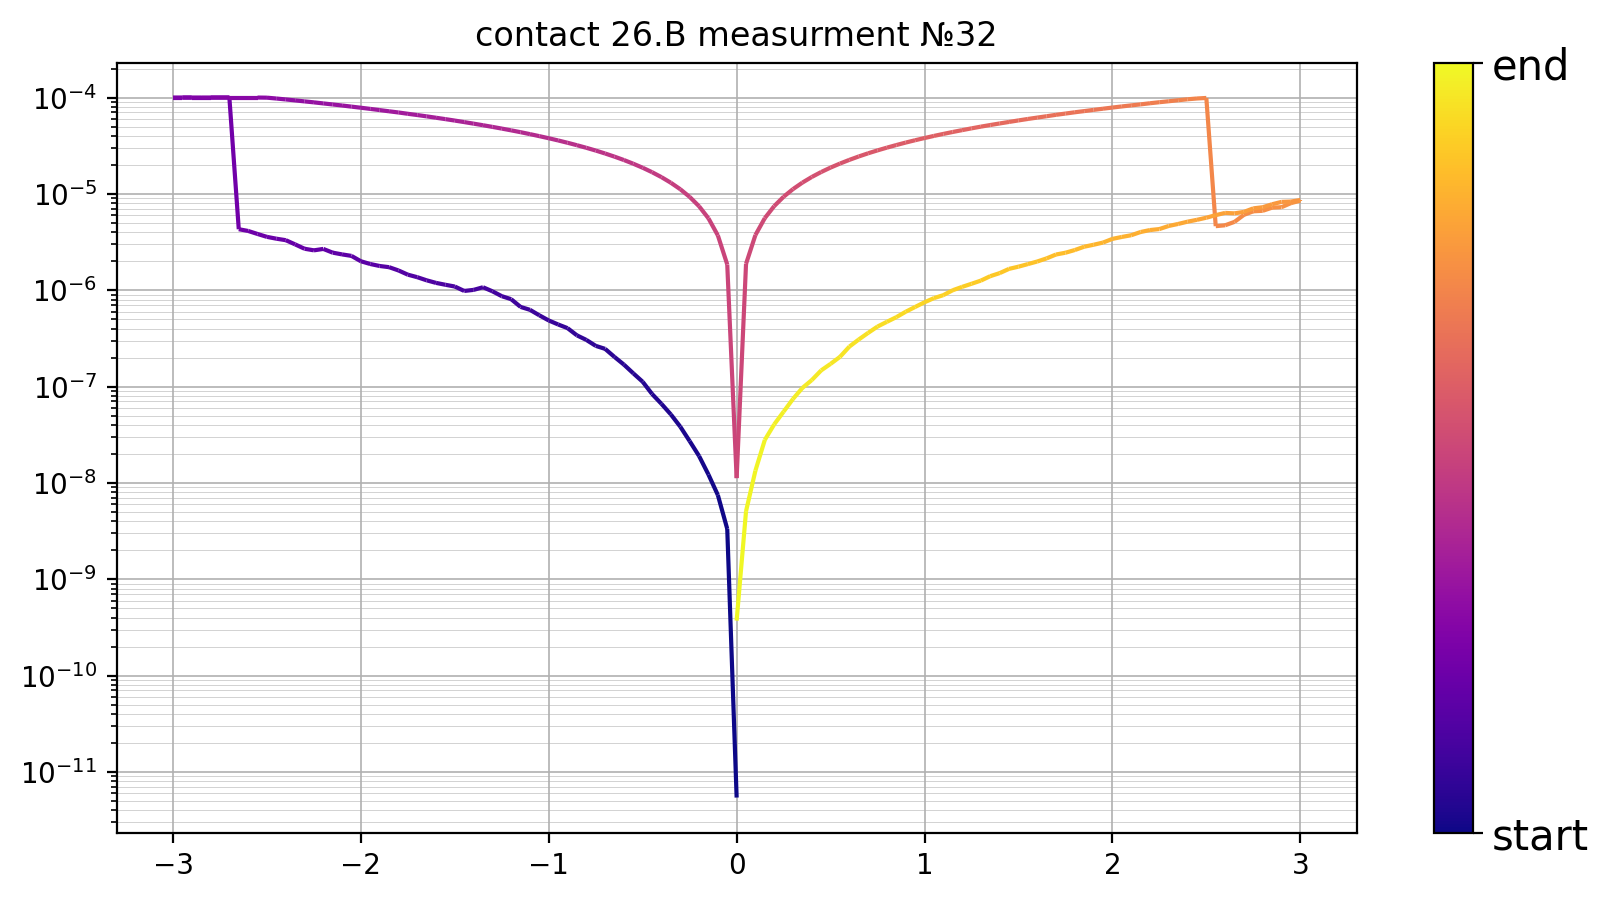 contact 26.B measurment №32
10⁻⁴
10⁻⁵
10⁻⁶
10⁻⁷
10⁻⁸
10⁻⁹
10⁻¹⁰
10⁻¹¹
−3 −2 −1 0 1 2 3
end
start